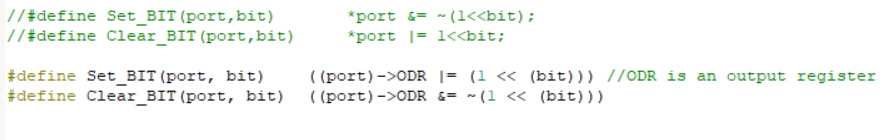 //#define Set_BIT(port,bit) *port &= ~(1<<bit);
//#define Clear_BIT(port,bit) *port |= 1<<bit;
#define Set_BIT(port, bit) ((port)->ODR |= (1 << (bit))) //ODR is an output register
#define Clear_BIT(port, bit) ((port)->ODR &= ~(1 << (bit)))